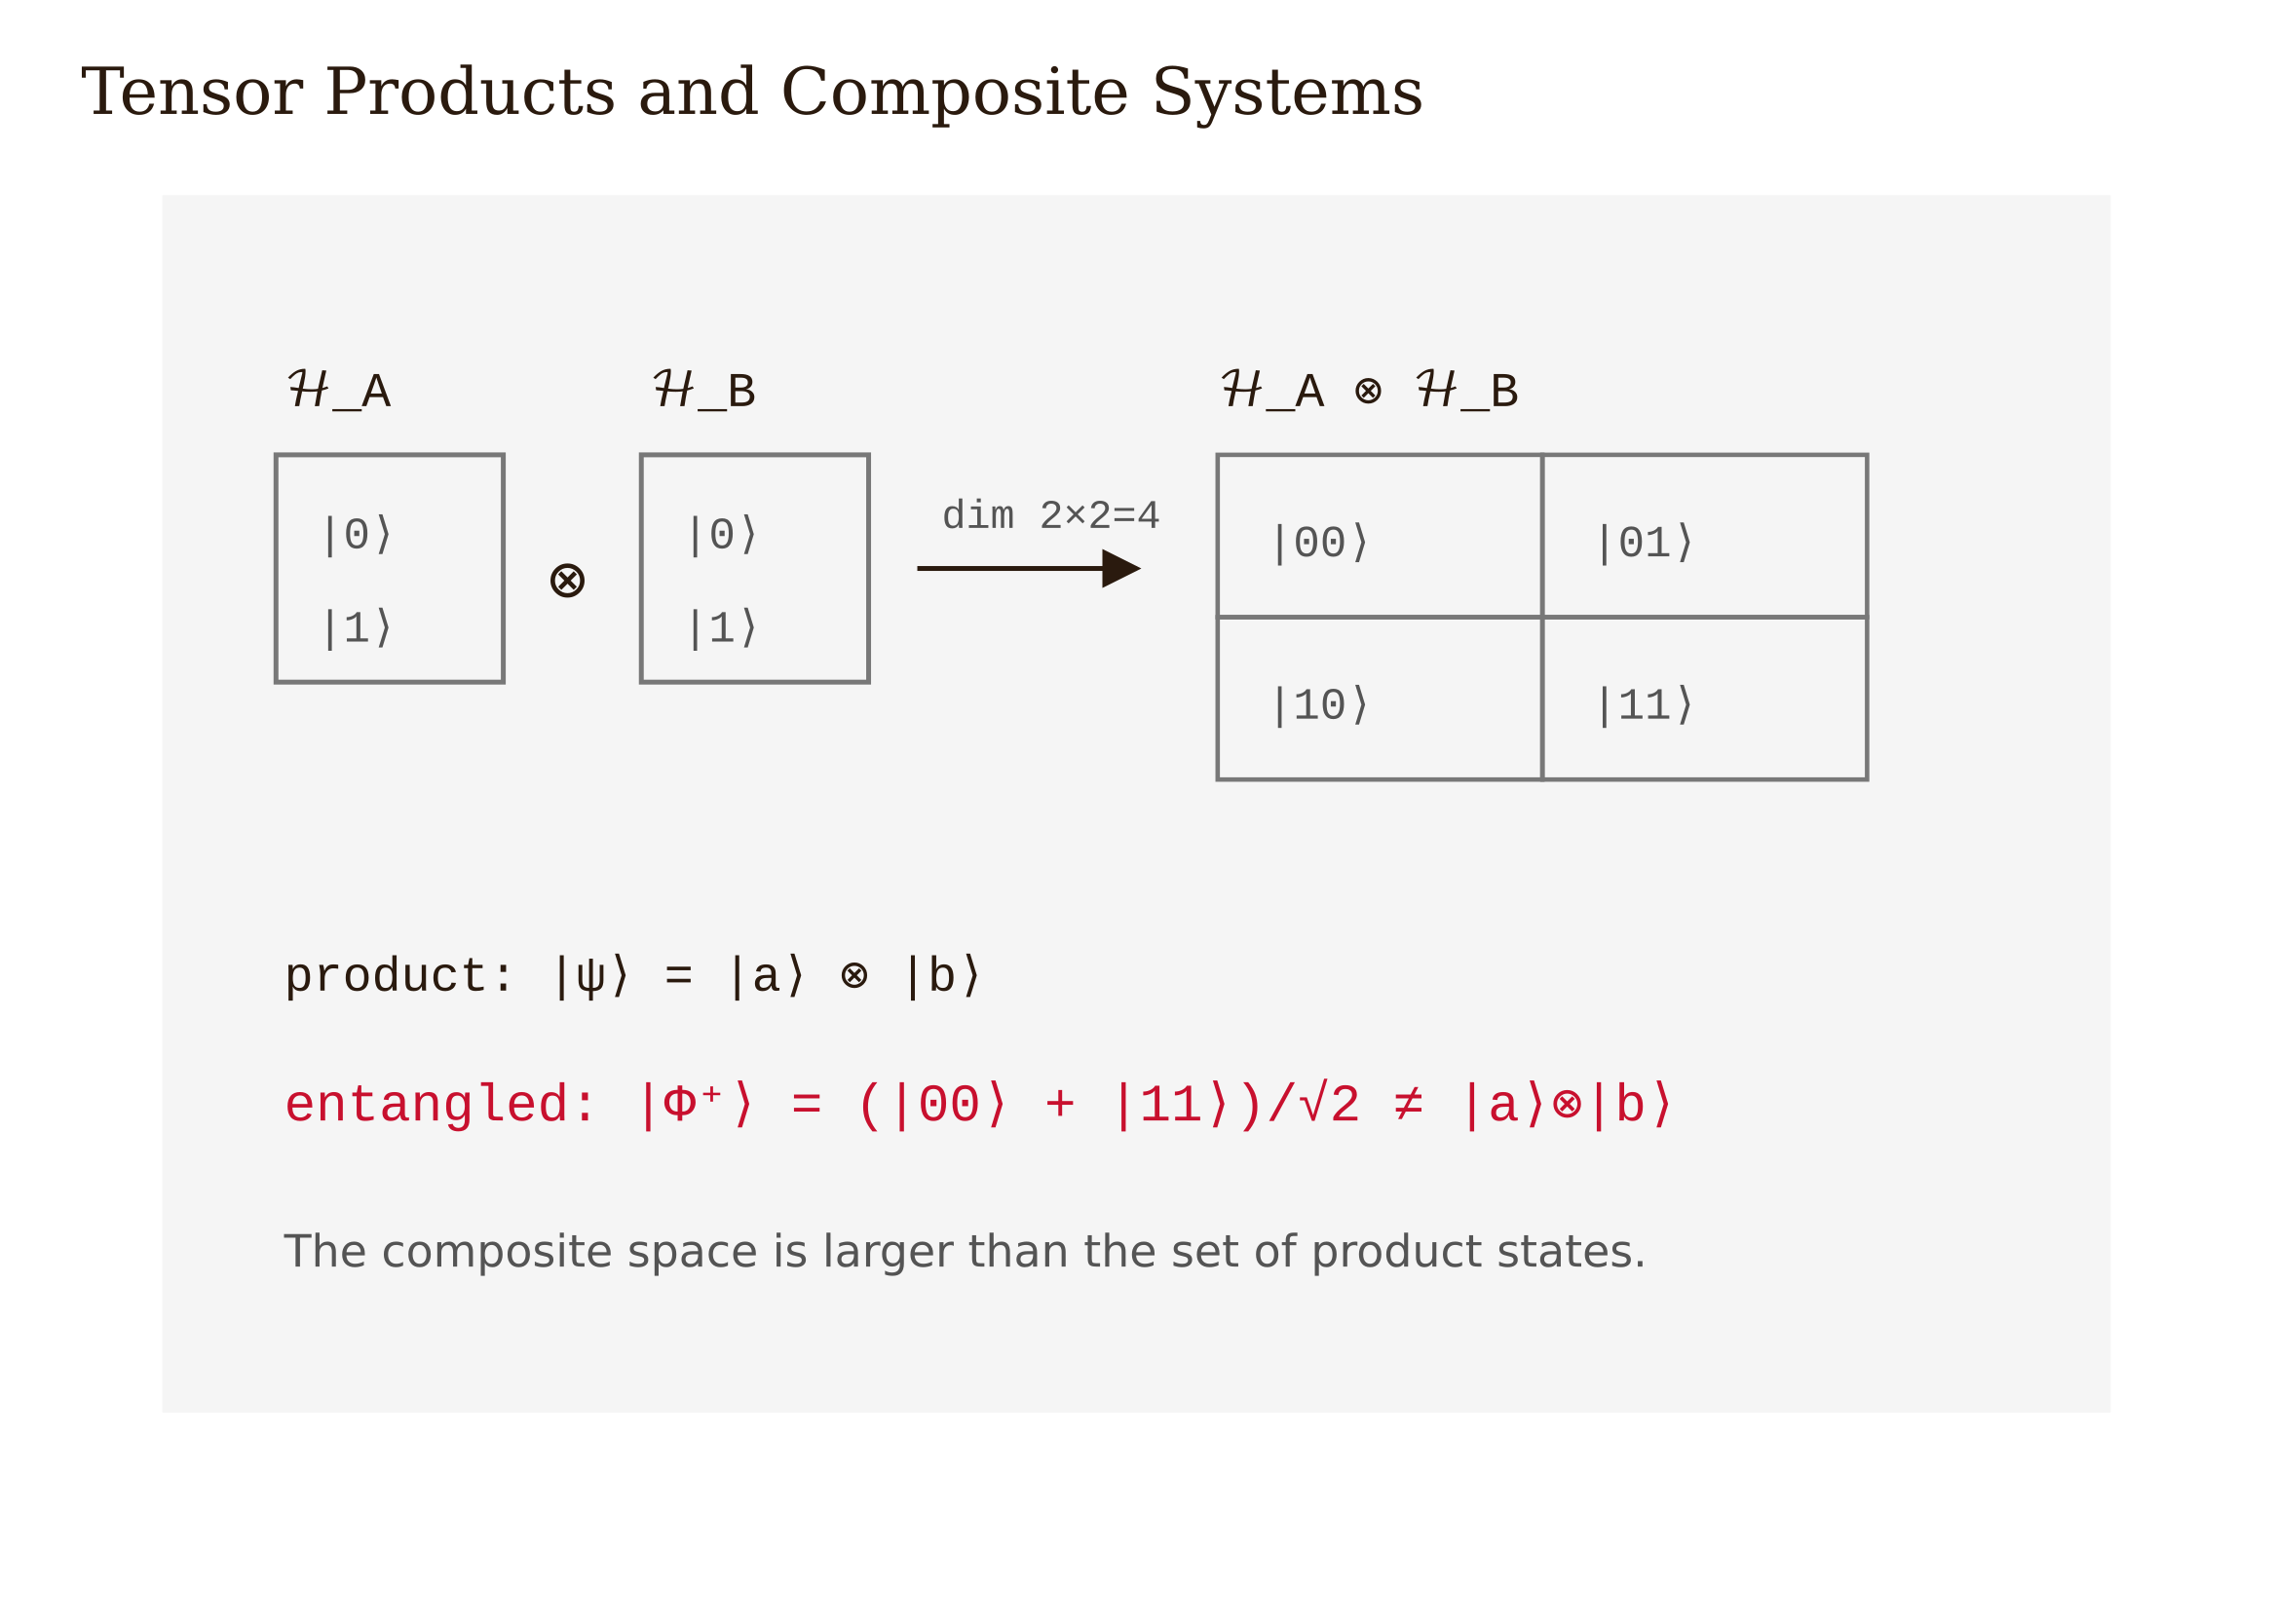 Tensor Products and Composite Systems
ℋ_A
ℋ_B
ℋ_A ⊗ ℋ_B
|0⟩
|1⟩
⊗
|0⟩
|1⟩
dim 2×2=4
|00⟩
|01⟩
|10⟩
|11⟩
product: |ψ⟩ = |a⟩ ⊗ |b⟩
entangled: |Φ⁺⟩ = (|00⟩ + |11⟩)/√2 ≠ |a⟩⊗|b⟩
The composite space is larger than the set of product states.